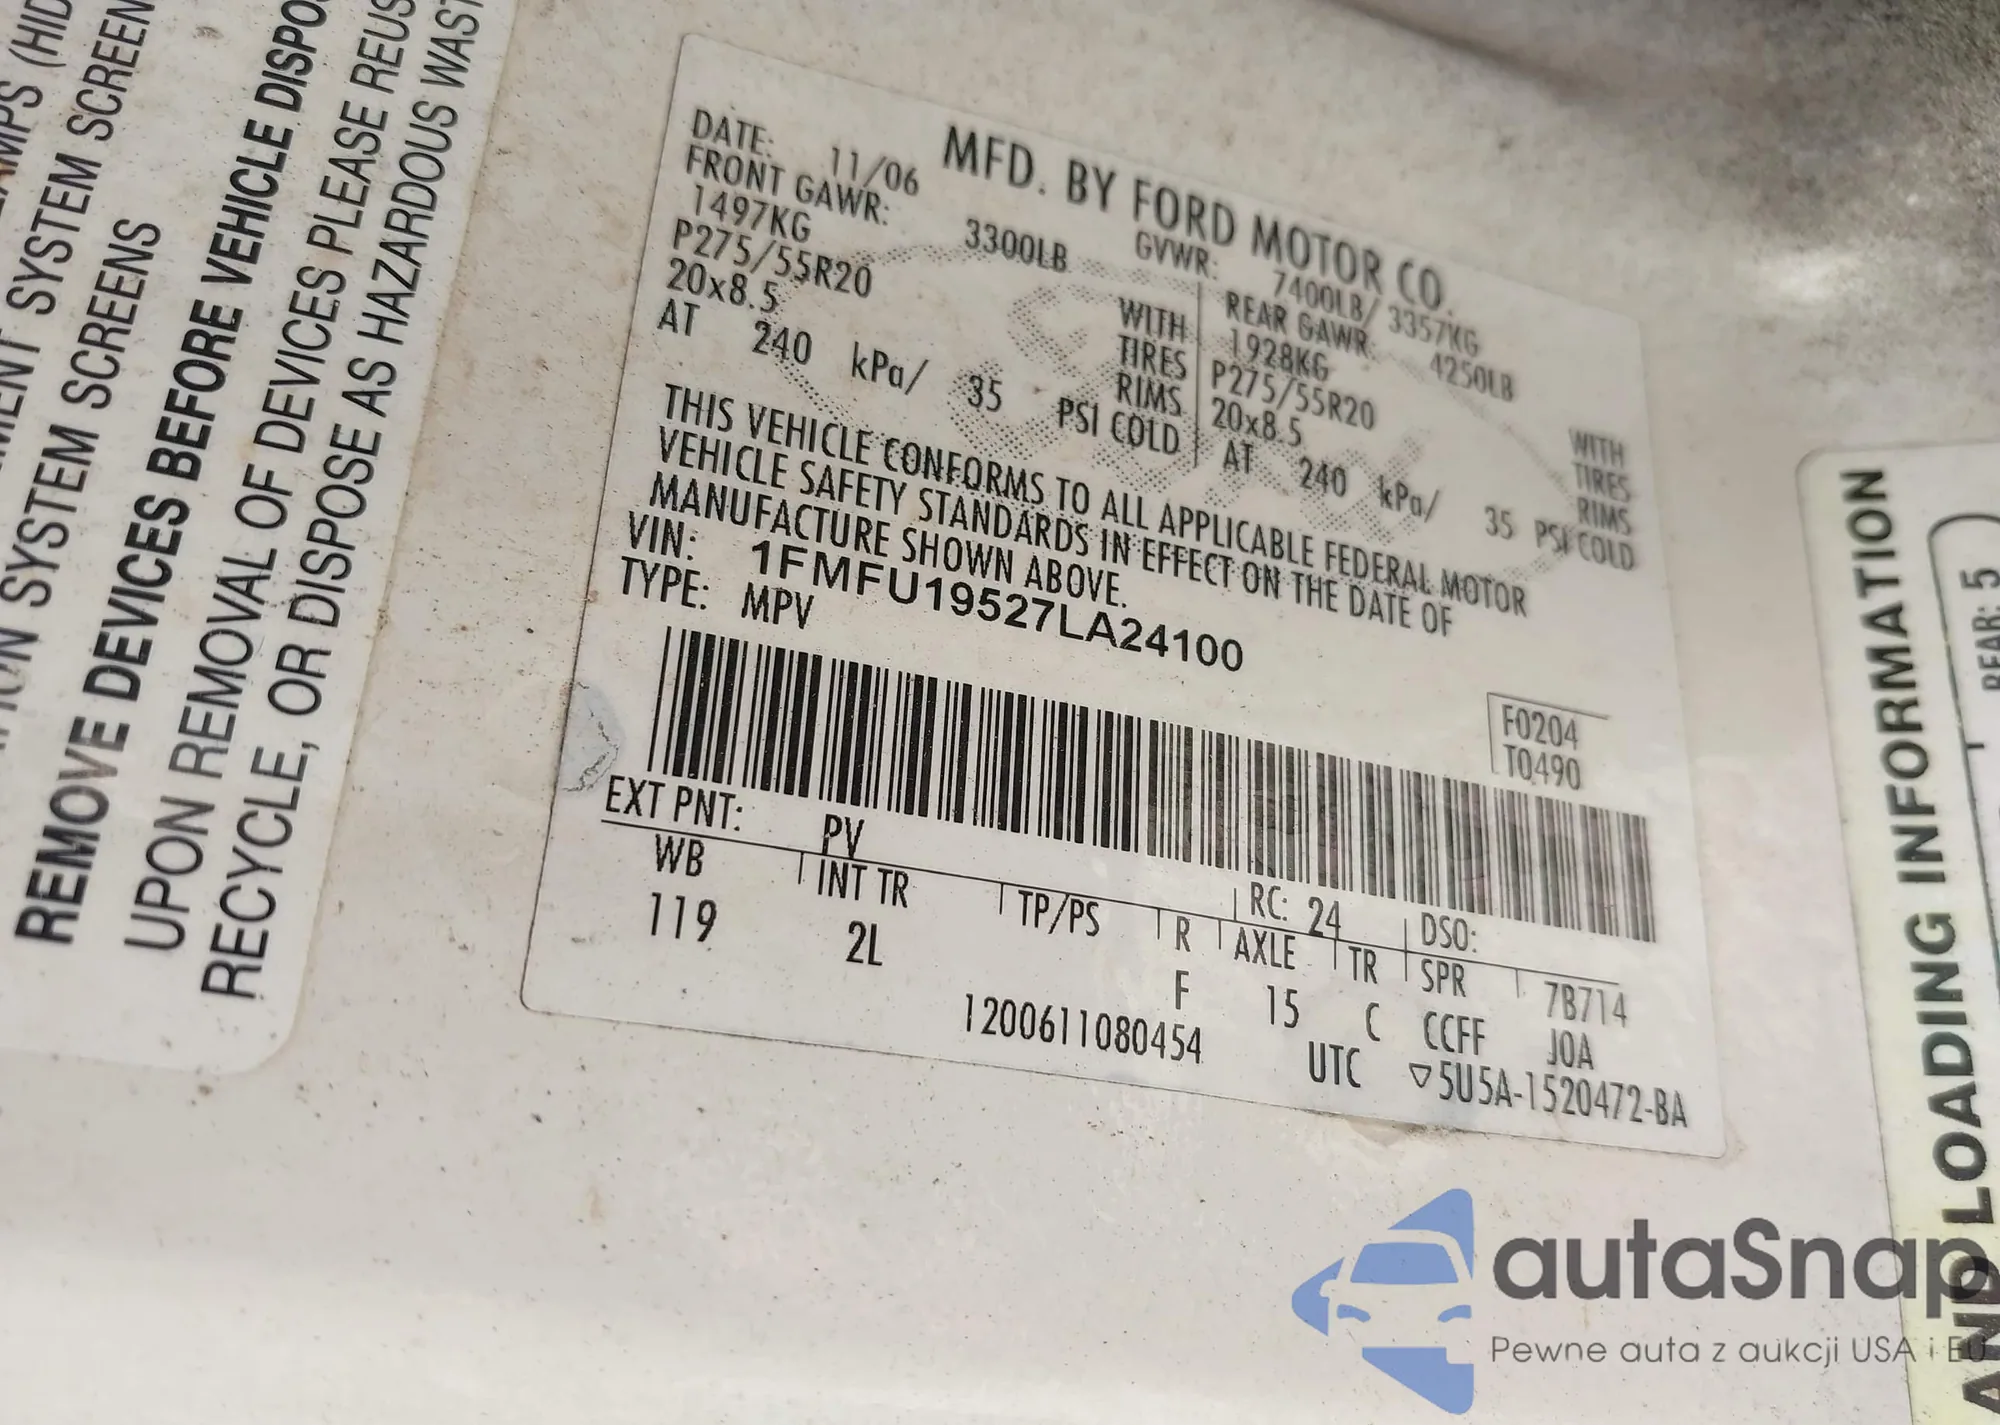 AMPS (HID
MENT SYSTEM SCREEN
ION SYSTEM SCREENS
REMOVE DEVICES BEFORE VEHICLE DISPO
UPON REMOVAL OF DEVICES PLEASE REUS
RECYCLE, OR DISPOSE AS HAZARDOUS WAST
MFD. BY FORD MOTOR CO.
DATE: 11/06 GVWR: 7400LB/ 3357KG
FRONT GAWR: 3300LB REAR GAWR: 4250LB
1497KG WITH 1928KG WITH
P275/55R20 TIRES P275/55R20 TIRES
20x8.5 RIMS 20x8.5 RIMS
AT 240 kPa/ 35 PSI COLD AT 240 kPa/ 35 PSI COLD
THIS VEHICLE CONFORMS TO ALL APPLICABLE FEDERAL MOTOR
VEHICLE SAFETY STANDARDS IN EFFECT ON THE DATE OF
MANUFACTURE SHOWN ABOVE.
VIN: 1FMFU19527LA24100
TYPE: MPV
F0204
T0490
EXT PNT: PV RC: 24 DSO:
WB INT TR TP/PS R AXLE TR SPR 7B714
119 2L F 15 C CCFF J0A
1200611080454 UTC ▽5U5A-1520472-BA
AND LOADING INFORMATION
REAR: 5
autaSnap
Pewne auta z aukcji USA i EU